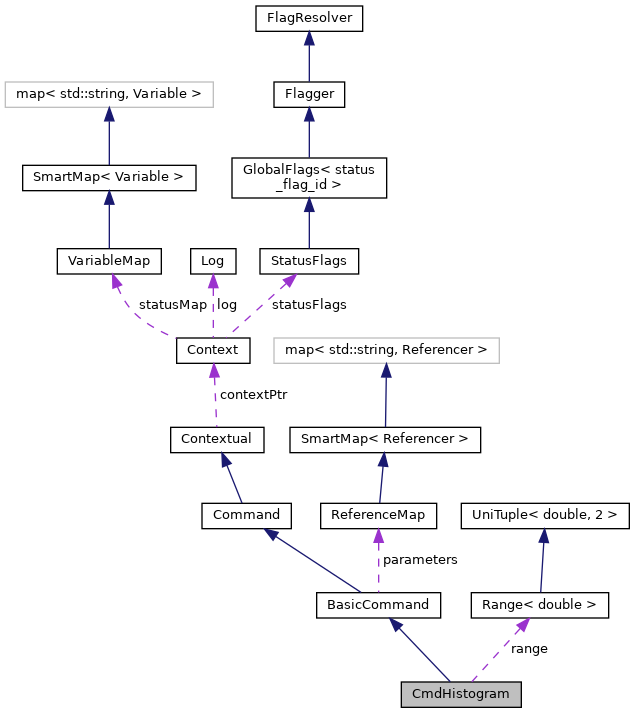 FlagResolver
map< std::string, Variable >
Flagger
SmartMap< Variable >
GlobalFlags< status
_flag_id >
VariableMap
Log
StatusFlags
statusMap
log
statusFlags
Context
map< std::string, Referencer >
contextPtr
Contextual
SmartMap< Referencer >
Command
ReferenceMap
UniTuple< double, 2 >
parameters
BasicCommand
Range< double >
range
CmdHistogram